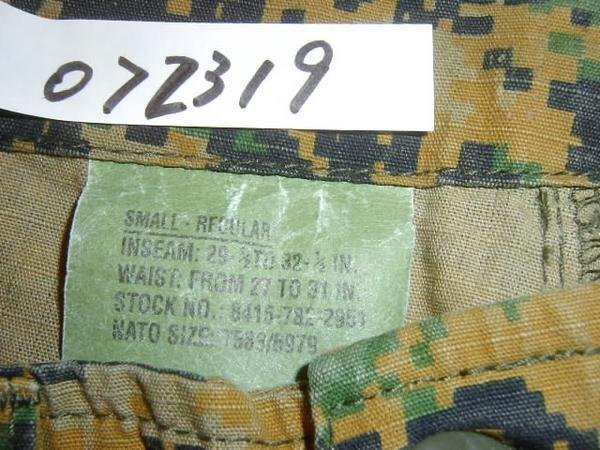 072319
SMALL - REGULAR
INSEAM: 29-½ TO 32-½ IN.
WAIST: FROM 27 TO 31 IN.
STOCK NO.: 8415-782-2951
NATO SIZE: 7583/6979